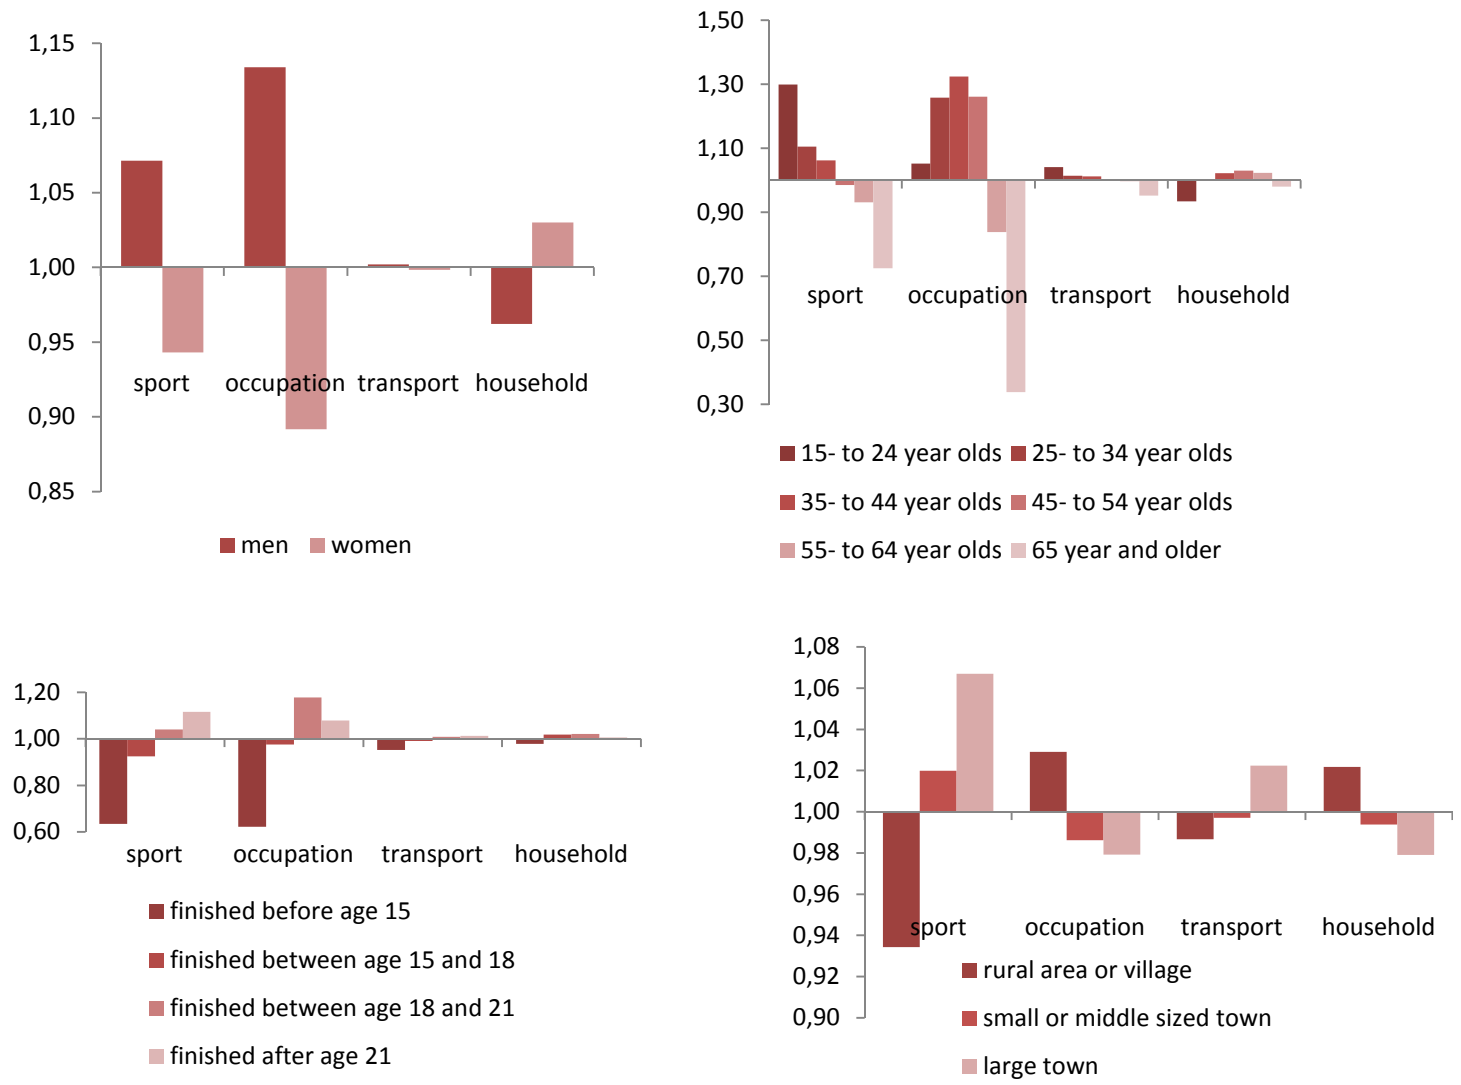 1,15
1,10
1,05
1,00
0,95
0,90
0,85
sport occupation transport household
men women
1,50
1,30
1,10
0,90
0,70
0,50
0,30
sport occupation transport household
15- to 24 year olds 25- to 34 year olds
35- to 44 year olds 45- to 54 year olds
55- to 64 year olds 65 year and older
1,20
1,00
0,80
0,60
sport occupation transport household
finished before age 15
finished between age 15 and 18
finished between age 18 and 21
finished after age 21
1,08
1,06
1,04
1,02
1,00
0,98
0,96
0,94
0,92
0,90
sport occupation transport household
rural area or village
small or middle sized town
large town